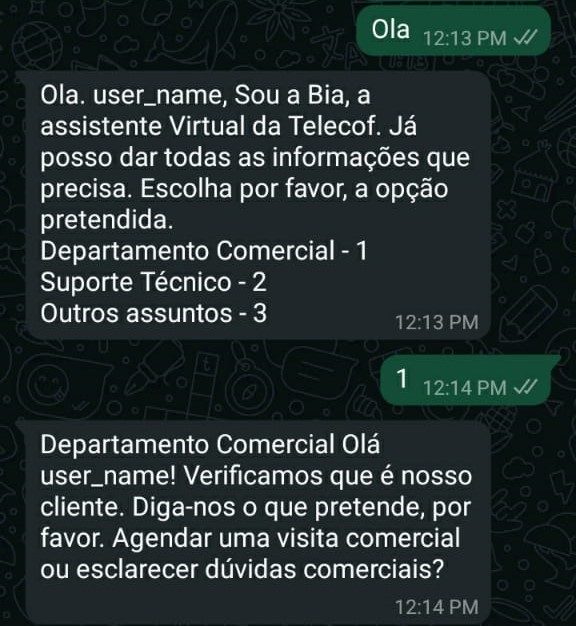 Ola 12:13 PM
Ola. user_name, Sou a Bia, a
assistente Virtual da Telecof. Já
posso dar todas as informações que
precisa. Escolha por favor, a opção
pretendida.
Departamento Comercial - 1
Suporte Técnico - 2
Outros assuntos - 3
12:13 PM
1 12:14 PM
Departamento Comercial Olá
user_name! Verificamos que é nosso
cliente. Diga-nos o que pretende, por
favor. Agendar uma visita comercial
ou esclarecer dúvidas comerciais?
12:14 PM